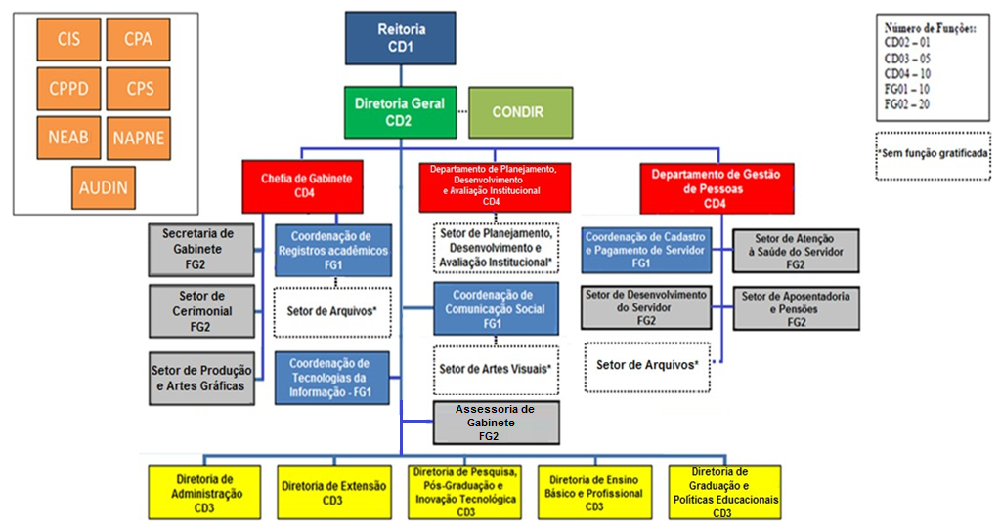 CIS
CPA
CPPD
CPS
NEAB
NAPNE
AUDIN
Reitoria
CD1
Diretoria Geral
CD2
CONDIR
Número de Funções:
CD02 – 01
CD03 – 05
CD04 – 10
FG01 – 10
FG02 – 20
*Sem função gratificada
Chefia de Gabinete
CD4
Departamento de Planejamento,
Desenvolvimento
e Avaliação Institucional
CD4
Departamento de Gestão
de Pessoas
CD4
Secretaria de
Gabinete
FG2
Coordenação de
Registros acadêmicos
FG1
Setor de Planejamento,
Desenvolvimento e
Avaliação Institucional*
Coordenação de Cadastro
e Pagamento de Servidor
FG1
Setor de Atenção
à Saúde do Servidor
FG2
Setor de
Cerimonial
FG2
Setor de Arquivos*
Coordenação de
Comunicação Social
FG1
Setor de Desenvolvimento
do Servidor
FG2
Setor de Aposentadoria
e Pensões
FG2
Setor de Produção
e Artes Gráficas
Coordenação de
Tecnologias da
Informação - FG1
Setor de Artes Visuais*
Setor de Arquivos*
Assessoria de
Gabinete
FG2
Diretoria de
Administração
CD3
Diretoria de Extensão
CD3
Diretoria de Pesquisa,
Pós-Graduação e
Inovação Tecnológica
CD3
Diretoria de Ensino
Básico e Profissional
CD3
Diretoria de
Graduação e
Políticas Educacionais
CD3